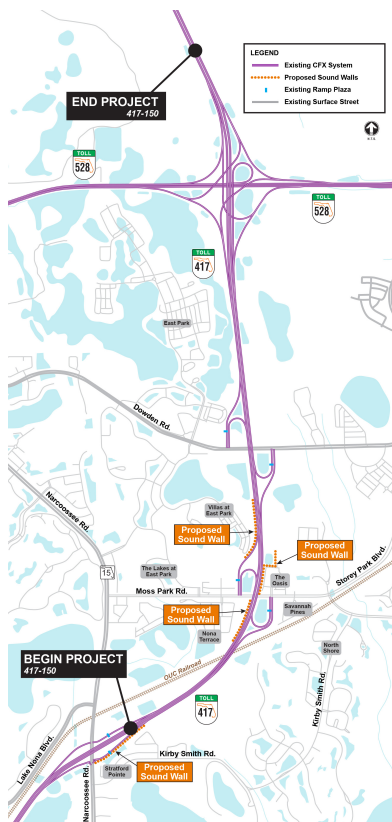 LEGEND
Existing CFX System
Proposed Sound Walls
Existing Ramp Plaza
Existing Surface Street
END PROJECT
417-150
N.T.S.
TOLL
528
TOLL
528
TOLL
417
East Park
Dowden Rd.
Narcoossee Rd.
Villas at
East Park
Proposed
Sound Wall
Proposed
Sound Wall
The Lakes at
East Park
15
The
Oasis
Storey Park Blvd.
Moss Park Rd.
Proposed
Sound Wall
Savannah
Pines
Nona
Terrace
North
Shore
BEGIN PROJECT
417-150
OUC Railroad
Kirby Smith Rd.
TOLL
417
Lake Nona Blvd.
Narcoossee Rd.
Kirby Smith Rd.
Stratford
Pointe
Proposed
Sound Wall